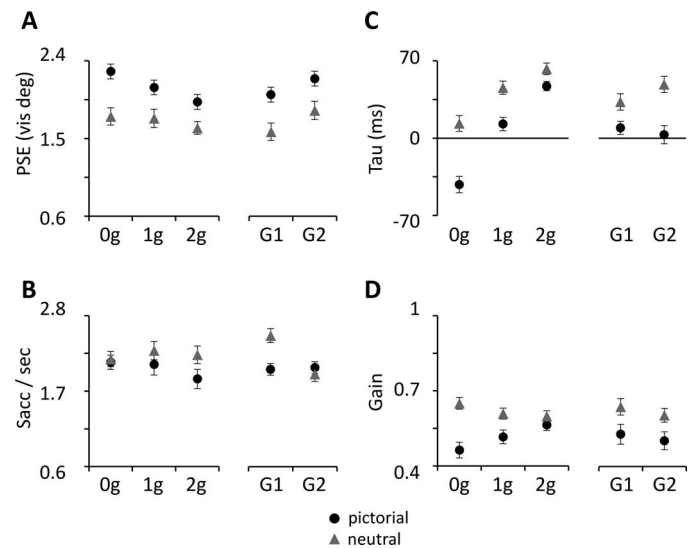 A
2.4
1.5
0.6
PSE (vis deg)
0g 1g 2g G1 G2
C
70
0
-70
Tau (ms)
0g 1g 2g G1 G2
B
2.8
1.7
0.6
Sacc / sec
0g 1g 2g G1 G2
D
1
0.7
0.4
Gain
0g 1g 2g G1 G2
pictorial
neutral